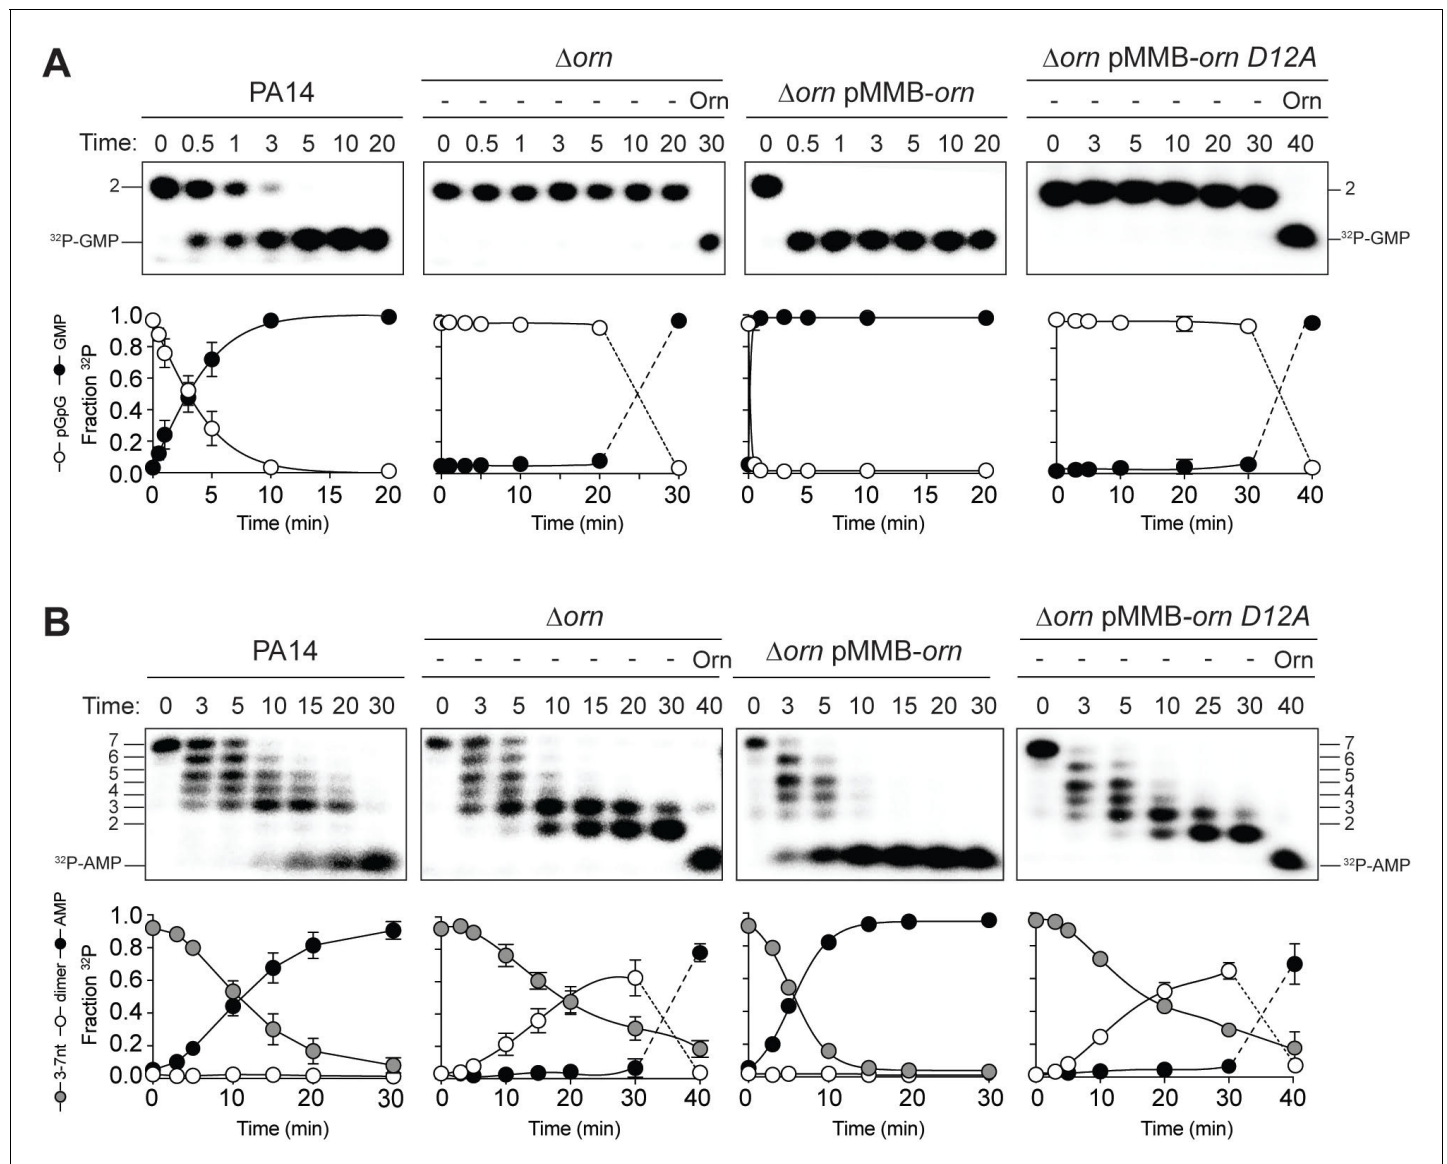 A
PA14
Δorn
- - - - - - - Orn
Δorn pMMB-orn
Δorn pMMB-orn D12A
- - - - - - Orn
Time: 0 0.5 1 3 5 10 20
0 0.5 1 3 5 10 20 30
0 0.5 1 3 5 10 20
0 3 5 10 20 30 40
2
³²P-GMP
2
³²P-GMP
-○- pGpG -●- GMP
Fraction ³²P
1.0
0.8
0.6
0.4
0.2
0.0
0 5 10 15 20
0 10 20 30
0 5 10 15 20
0 10 20 30 40
Time (min)
Time (min)
Time (min)
Time (min)
B
PA14
Δorn
- - - - - - - Orn
Δorn pMMB-orn
Δorn pMMB-orn D12A
- - - - - - Orn
Time: 0 3 5 10 15 20 30
0 3 5 10 15 20 30 40
0 3 5 10 15 20 30
0 3 5 10 25 30 40
7
6
5
4
3
2
³²P-AMP
7
6
5
4
3
2
³²P-AMP
-●- 3-7nt -○- dimer -●- AMP
Fraction ³²P
1.0
0.8
0.6
0.4
0.2
0.0
0 10 20 30
0 10 20 30 40
0 10 20 30
0 10 20 30 40
Time (min)
Time (min)
Time (min)
Time (min)